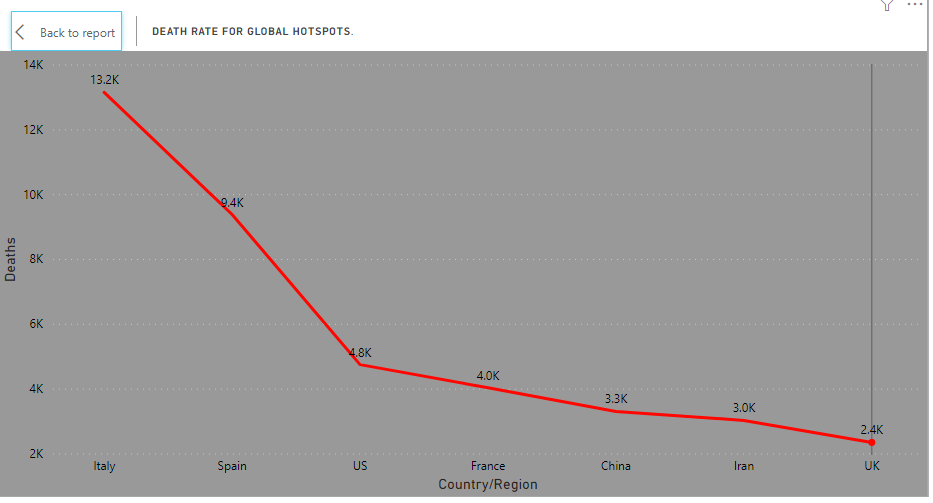 Back to report
DEATH RATE FOR GLOBAL HOTSPOTS.
14K
13.2K
12K
10K
9.4K
8K
Deaths
6K
4.8K
4.0K
4K
3.3K
3.0K
2.4K
2K
Italy Spain US France China Iran UK
Country/Region